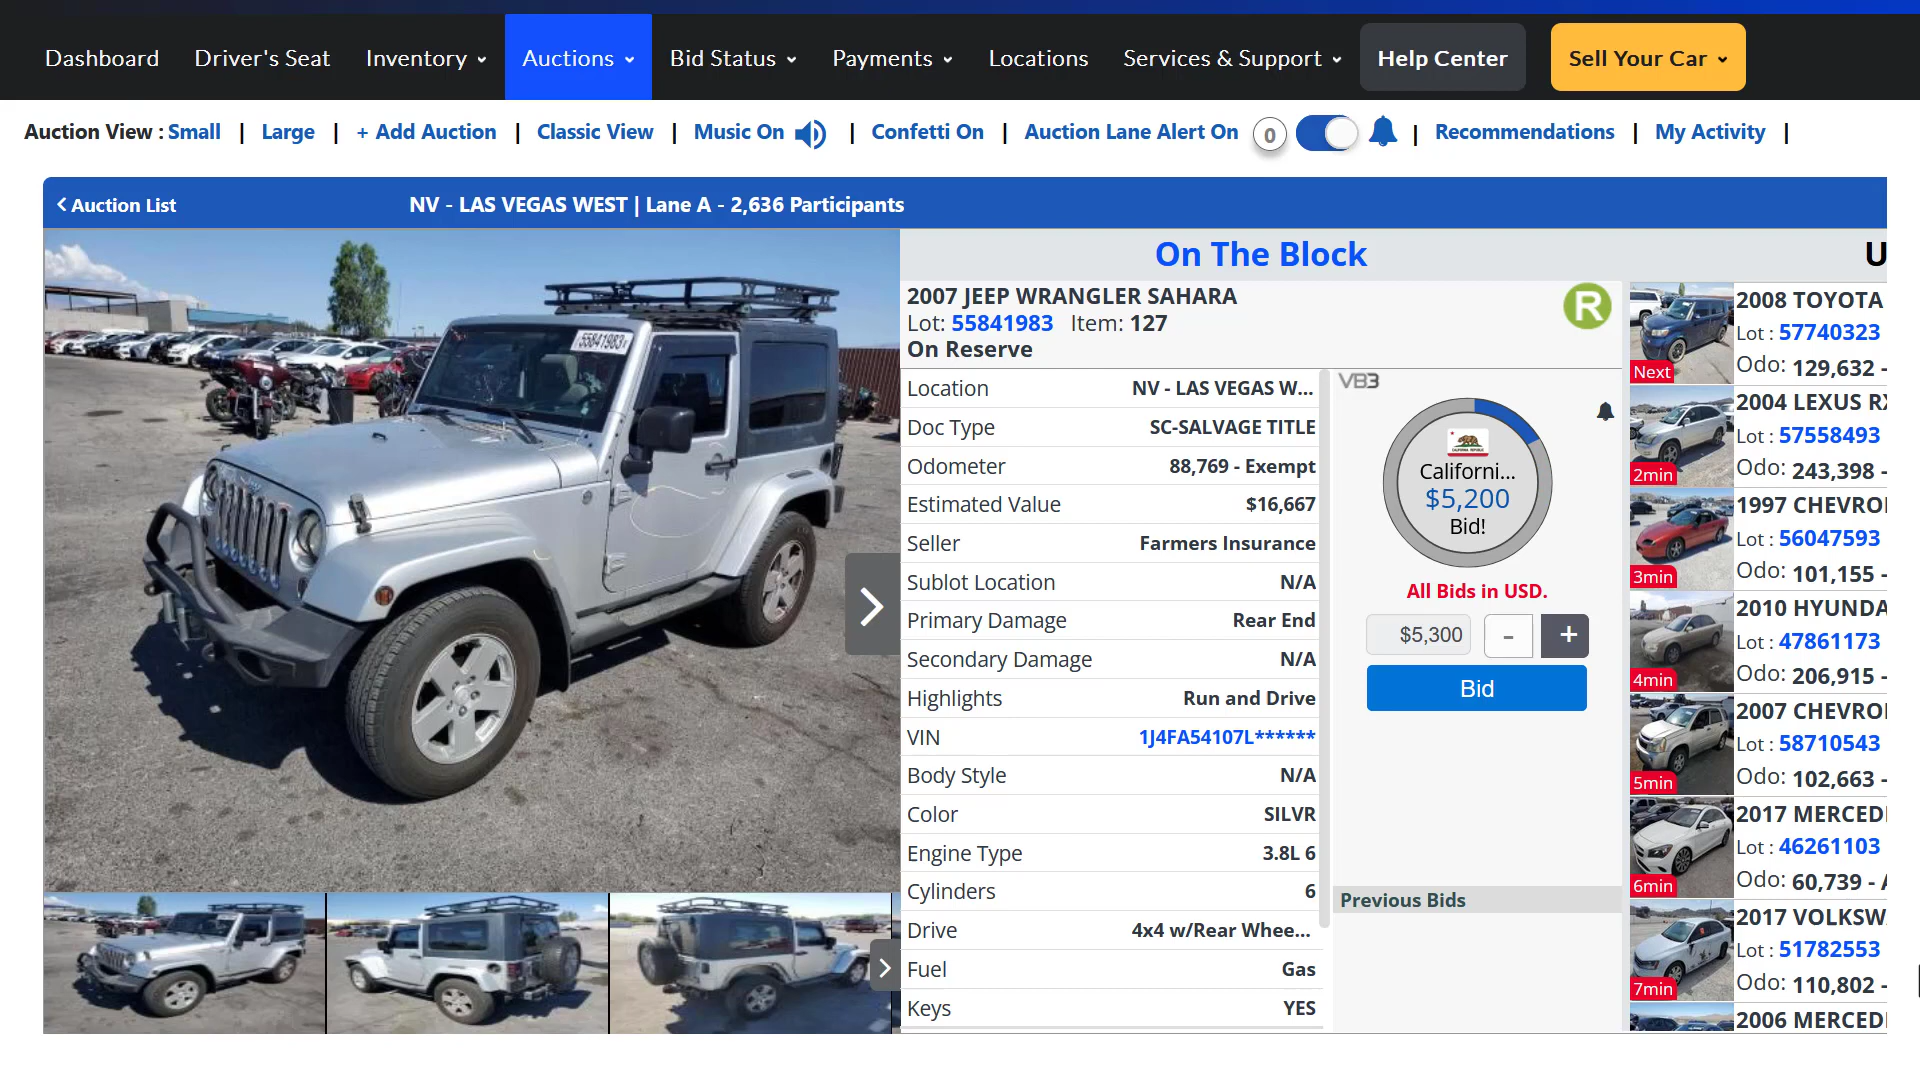 Dashboard
Driver's Seat
Inventory
Auctions
Bid Status
Payments
Locations
Services & Support
Help Center
Sell Your Car
Auction View : Small | Large | + Add Auction | Classic View | Music On | Confetti On | Auction Lane Alert On 0 | Recommendations | My Activity |
Auction List
NV - LAS VEGAS WEST | Lane A - 2,636 Participants
55841983
On The Block
U
2007 JEEP WRANGLER SAHARA
Lot: 55841983 Item: 127
On Reserve
R
Location NV - LAS VEGAS W...
Doc Type SC-SALVAGE TITLE
Odometer 88,769 - Exempt
Estimated Value $16,667
Seller Farmers Insurance
Sublot Location N/A
Primary Damage Rear End
Secondary Damage N/A
Highlights Run and Drive
VIN 1J4FA54107L******
Body Style N/A
Color SILVR
Engine Type 3.8L 6
Cylinders 6
Drive 4x4 w/Rear Whee...
Fuel Gas
Keys YES
VB3
CALIFORNIA REPUBLIC
Californi...
$5,200
Bid!
All Bids in USD.
$5,300 - +
Bid
Previous Bids
2008 TOYOTA
Lot : 57740323
Odo: 129,632 -
Next
2004 LEXUS RX
Lot : 57558493
Odo: 243,398 -
2min
1997 CHEVROL
Lot : 56047593
Odo: 101,155 -
3min
2010 HYUNDA
Lot : 47861173
Odo: 206,915 -
4min
2007 CHEVROL
Lot : 58710543
Odo: 102,663 -
5min
2017 MERCEDE
Lot : 46261103
Odo: 60,739 - A
6min
2017 VOLKSW
Lot : 51782553
Odo: 110,802 -
7min
2006 MERCEDE